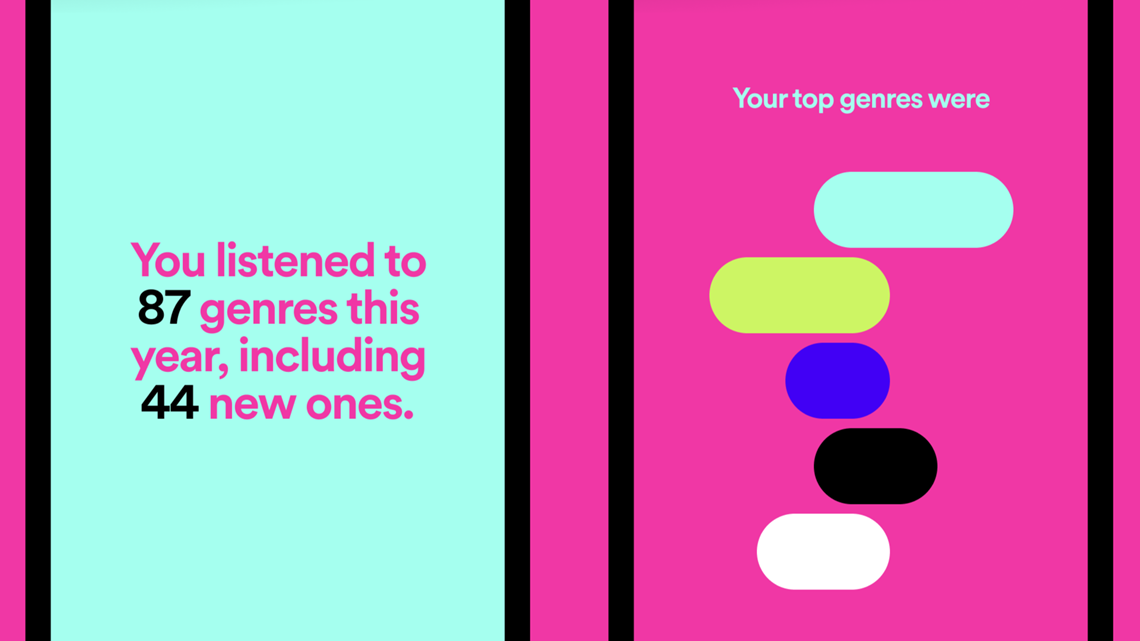 You listened to
87 genres this
year, including
44 new ones.
Your top genres were